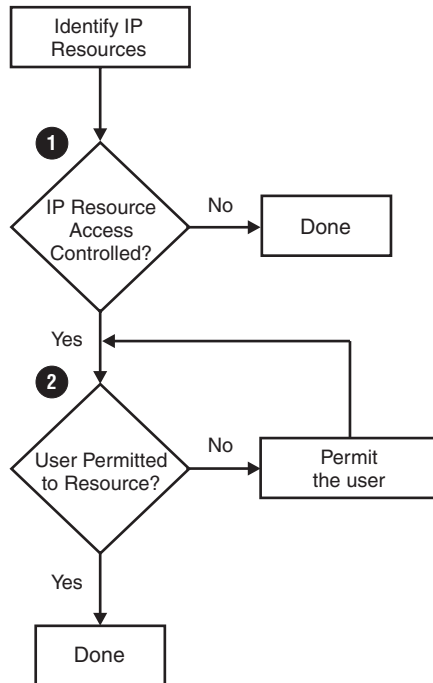 Identify IP
Resources
1
IP Resource
Access
Controlled?
No
Done
Yes
2
User Permitted
to Resource?
No
Permit
the user
Yes
Done